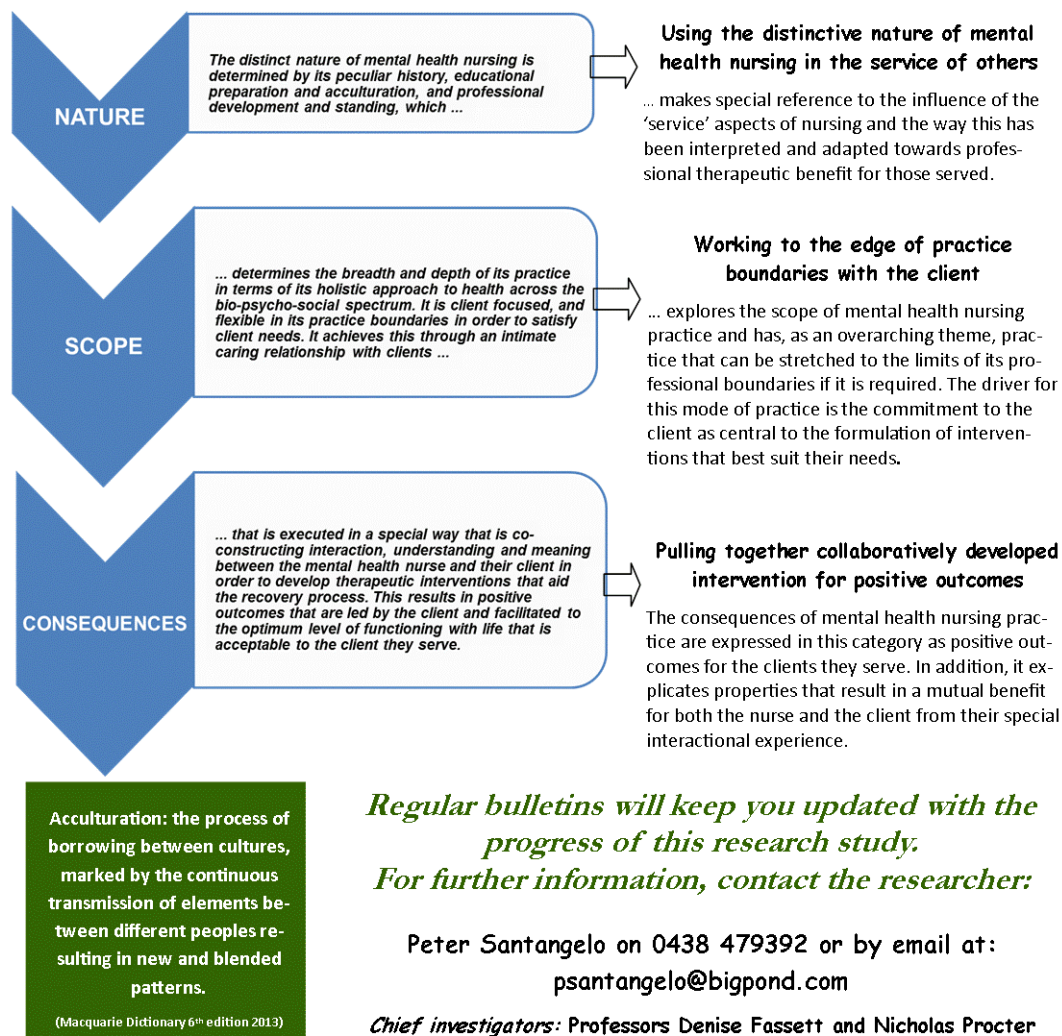 NATURE
The distinct nature of mental health nursing is
determined by its peculiar history, educational
preparation and acculturation, and professional
development and standing, which ...
Using the distinctive nature of mental
health nursing in the service of others
... makes special reference to the influence of the
‘service’ aspects of nursing and the way this has
been interpreted and adapted towards profes-
sional therapeutic benefit for those served.
SCOPE
... determines the breadth and depth of its practice
in terms of its holistic approach to health across the
bio-psycho-social spectrum. It is client focused, and
flexible in its practice boundaries in order to satisfy
client needs. It achieves this through an intimate
caring relationship with clients ...
Working to the edge of practice
boundaries with the client
... explores the scope of mental health nursing
practice and has, as an overarching theme, prac-
tice that can be stretched to the limits of its pro-
fessional boundaries if it is required. The driver for
this mode of practice is the commitment to the
client as central to the formulation of interven-
tions that best suit their needs.
CONSEQUENCES
... that is executed in a special way that is co-
constructing interaction, understanding and meaning
between the mental health nurse and their client in
order to develop therapeutic interventions that aid
the recovery process. This results in positive
outcomes that are led by the client and facilitated to
the optimum level of functioning with life that is
acceptable to the client they serve.
Pulling together collaboratively developed
intervention for positive outcomes
The consequences of mental health nursing prac-
tice are expressed in this category as positive out-
comes for the clients they serve. In addition, it ex-
plicates properties that result in a mutual benefit
for both the nurse and the client from their special
interactional experience.
Acculturation: the process of
borrowing between cultures,
marked by the continuous
transmission of elements be-
tween different peoples re-
sulting in new and blended
patterns.
(Macquarie Dictionary 6th edition 2013)
Regular bulletins will keep you updated with the
progress of this research study.
For further information, contact the researcher:
Peter Santangelo on 0438 479392 or by email at:
psantangelo@bigpond.com
Chief investigators: Professors Denise Fassett and Nicholas Procter